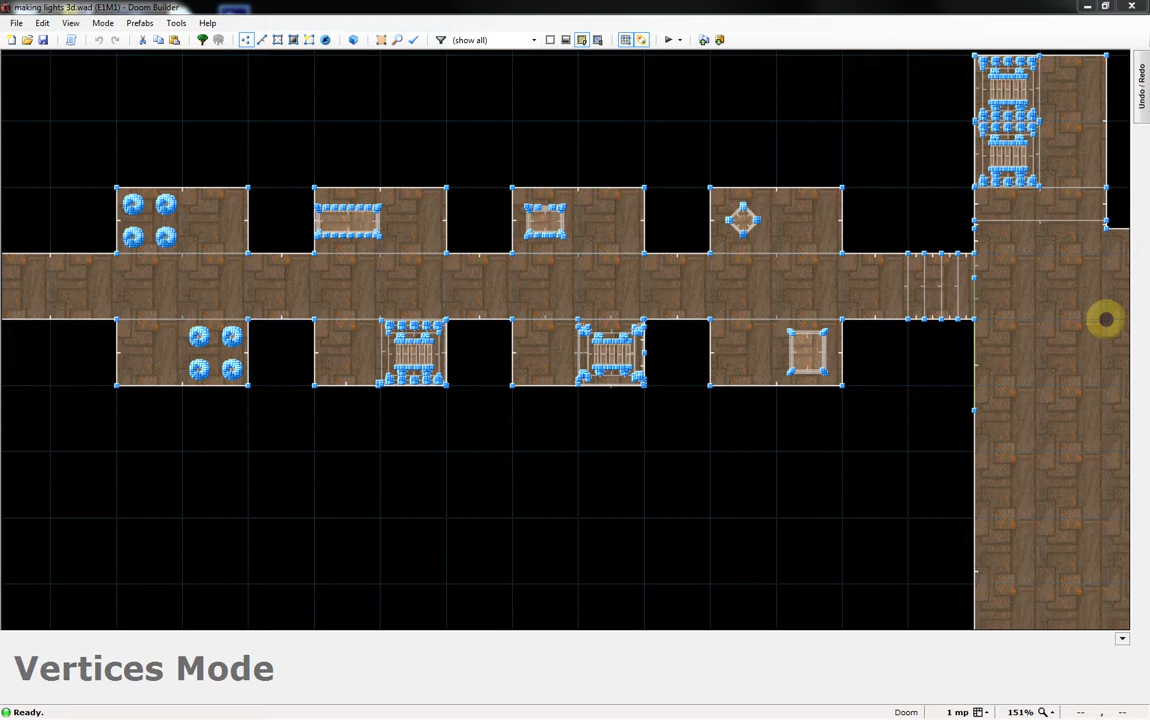 making lights 3d.wad (E1M1) - Doom Builder
File Edit View Mode Prefabs Tools Help
(show all)
Undo / Redo
Vertices Mode
Ready. Doom 1 mp 151% -- , --